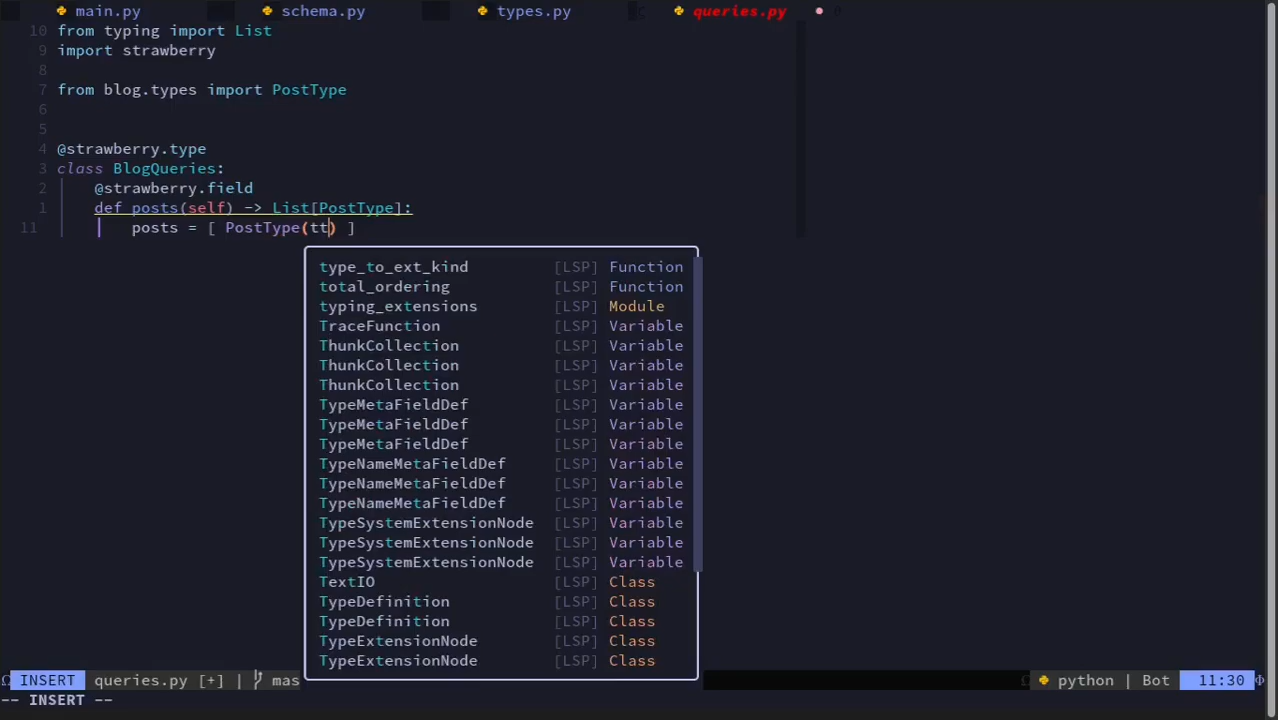 main.py schema.py types.py queries.py
10 from typing import List
9 import strawberry
8
7 from blog.types import PostType
6
5
4 @strawberry.type
3 class BlogQueries:
2 @strawberry.field
1 def posts(self) -> List[PostType]:
11 posts = [ PostType(tt) ]
type_to_ext_kind [LSP] Function
total_ordering [LSP] Function
typing_extensions [LSP] Module
TraceFunction [LSP] Variable
ThunkCollection [LSP] Variable
ThunkCollection [LSP] Variable
ThunkCollection [LSP] Variable
TypeMetaFieldDef [LSP] Variable
TypeMetaFieldDef [LSP] Variable
TypeMetaFieldDef [LSP] Variable
TypeNameMetaFieldDef [LSP] Variable
TypeNameMetaFieldDef [LSP] Variable
TypeNameMetaFieldDef [LSP] Variable
TypeSystemExtensionNode [LSP] Variable
TypeSystemExtensionNode [LSP] Variable
TypeSystemExtensionNode [LSP] Variable
TextIO [LSP] Class
TypeDefinition [LSP] Class
TypeDefinition [LSP] Class
TypeExtensionNode [LSP] Class
TypeExtensionNode [LSP] Class
INSERT queries.py [+] | mas python | Bot 11:30
-- INSERT --